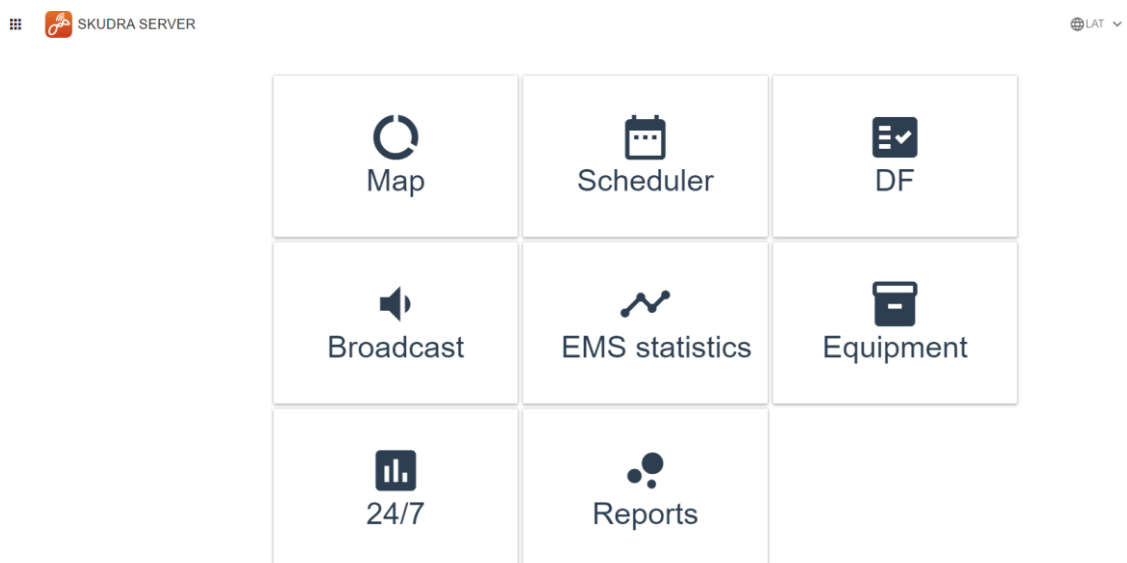 SKUDRA SERVER
LAT
Map
Scheduler
DF
Broadcast
EMS statistics
Equipment
24/7
Reports